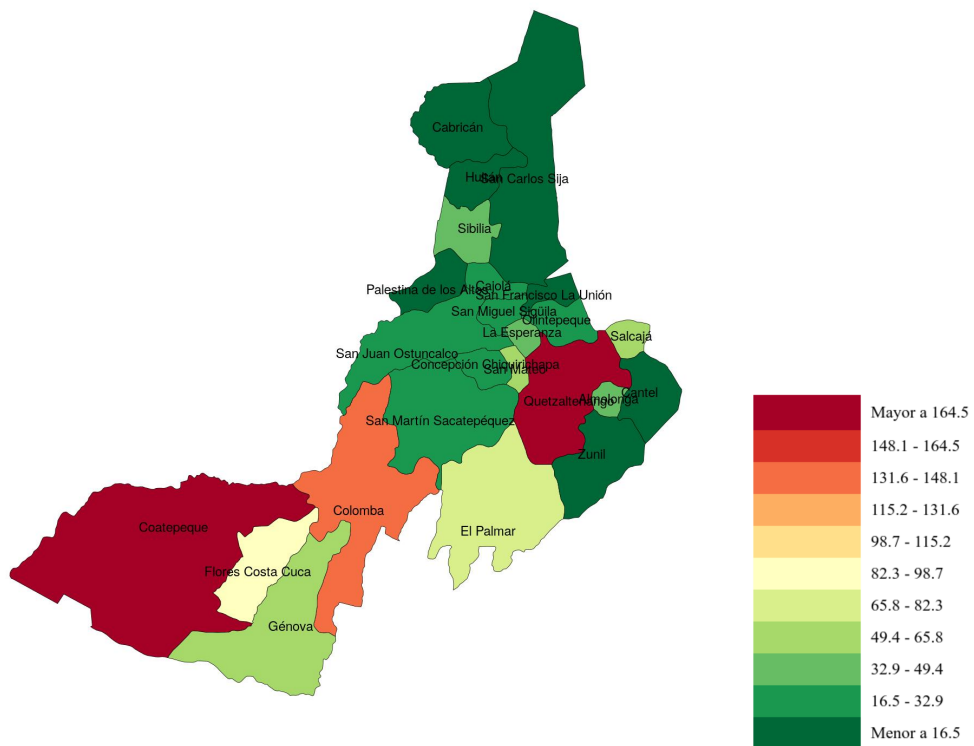 Cabricán
Huitán
San Carlos Sija
Sibilia
Palestina de los Altos
Cajolá
San Francisco La Unión
San Miguel Sigüila
Olintepeque
La Esperanza
Salcajá
San Juan Ostuncalco
Concepción Chiquirichapa
San Mateo
Cantel
Almolonga
Quetzaltenango
San Martín Sacatepéquez
Zunil
Colomba
Coatepeque
El Palmar
Flores Costa Cuca
Génova
Mayor a 164.5
148.1 - 164.5
131.6 - 148.1
115.2 - 131.6
98.7 - 115.2
82.3 - 98.7
65.8 - 82.3
49.4 - 65.8
32.9 - 49.4
16.5 - 32.9
Menor a 16.5